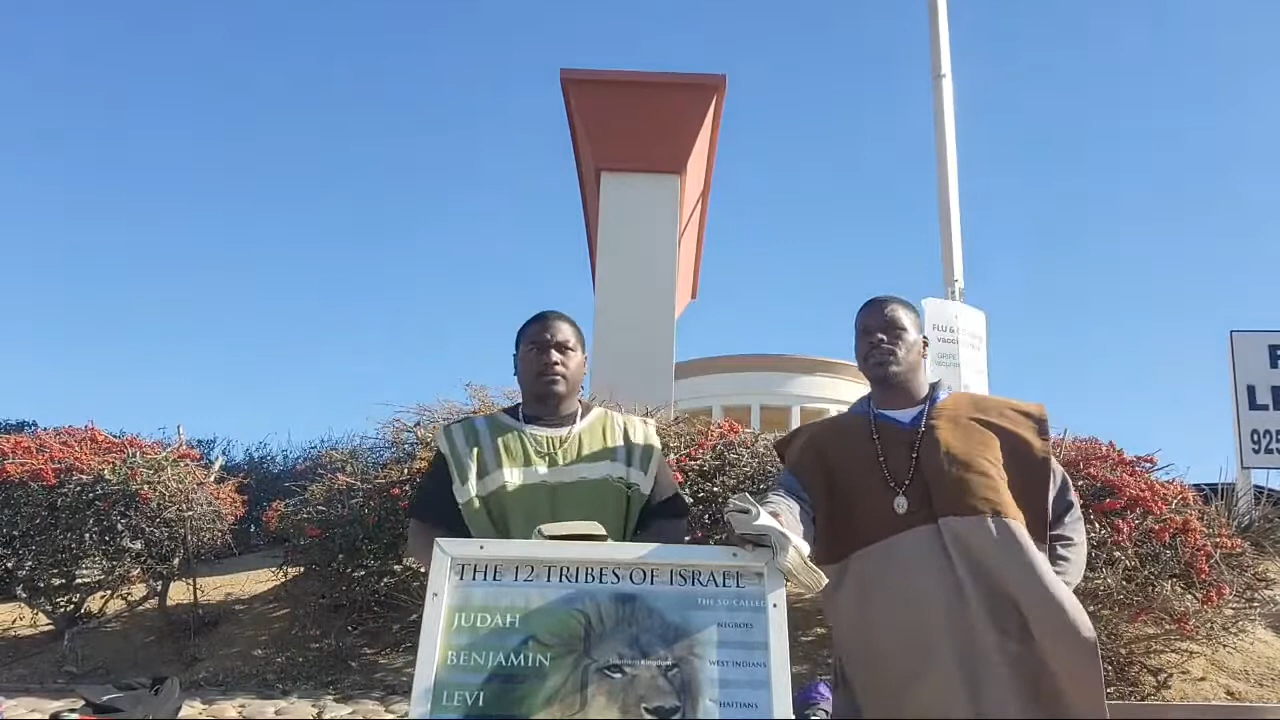 THE 12 TRIBES OF ISRAEL
THE SO CALLED
JUDAH
NEGROES
BENJAMIN
Southern Kingdom
WEST INDIANS
LEVI
HAITIANS
FLU &
GRIPE
925